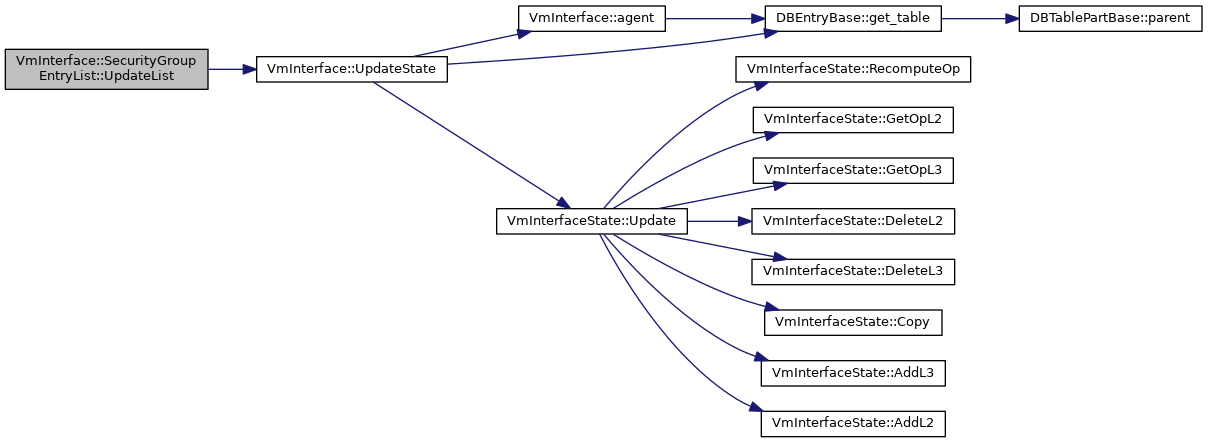 VmInterface::SecurityGroup
EntryList::UpdateList
VmInterface::UpdateState
VmInterface::agent
DBEntryBase::get_table
DBTablePartBase::parent
VmInterfaceState::Update
VmInterfaceState::RecomputeOp
VmInterfaceState::GetOpL2
VmInterfaceState::GetOpL3
VmInterfaceState::DeleteL2
VmInterfaceState::DeleteL3
VmInterfaceState::Copy
VmInterfaceState::AddL3
VmInterfaceState::AddL2